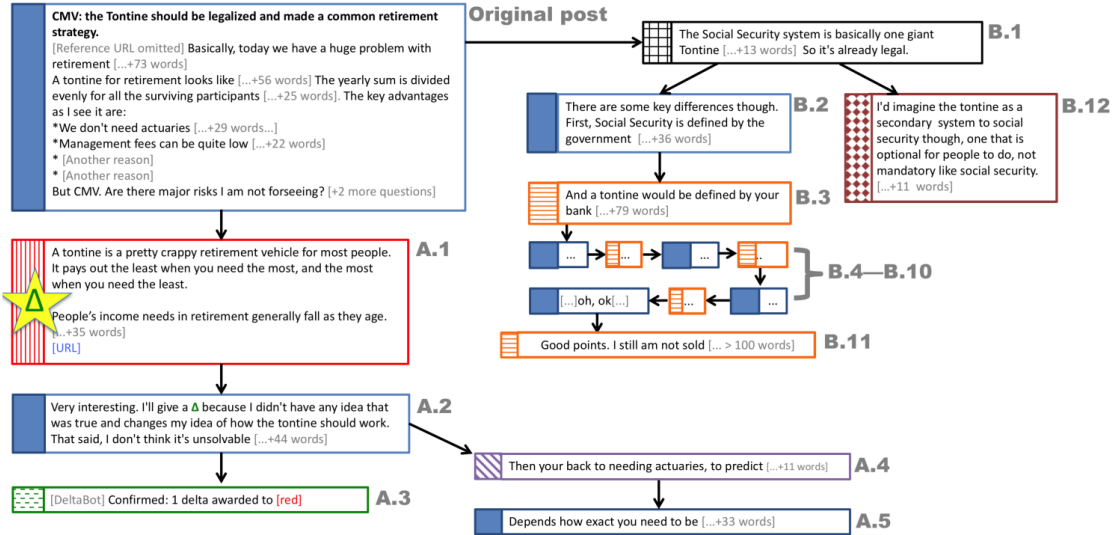 CMV: the Tontine should be legalized and made a common retirement
strategy.
[Reference URL omitted] Basically, today we have a huge problem with
retirement [...+73 words]
A tontine for retirement looks like [...+56 words] The yearly sum is divided
evenly for all the surviving participants [...+25 words]. The key advantages
as I see it are:
*We don't need actuaries [...+29 words...]
*Management fees can be quite low [...+22 words]
* [Another reason]
* [Another reason]
But CMV. Are there major risks I am not forseeing? [+2 more questions]
Original post
A tontine is a pretty crappy retirement vehicle for most people.
It pays out the least when you need the most, and the most
when you need the least.
People's income needs in retirement generally fall as they age.
[...+35 words]
[URL]
Δ
A.1
Very interesting. I'll give a Δ because I didn't have any idea that
was true and changes my idea of how the tontine should work.
That said, I don't think it's unsolvable [...+44 words]
A.2
[DeltaBot] Confirmed: 1 delta awarded to [red]
A.3
Then your back to needing actuaries, to predict [...+11 words]
A.4
Depends how exact you need to be [...+33 words]
A.5
The Social Security system is basically one giant
Tontine [...+13 words] So it's already legal.
B.1
There are some key differences though.
First, Social Security is defined by the
government [...+36 words]
B.2
And a tontine would be defined by your
bank [...+79 words]
B.3
...
...
...
..
...
...
[...]oh, ok[...]
B.4—B.10
Good points. I still am not sold [... > 100 words]
B.11
I'd imagine the tontine as a
secondary system to social
security though, one that is
optional for people to do, not
mandatory like social security.
[...+11 words]
B.12